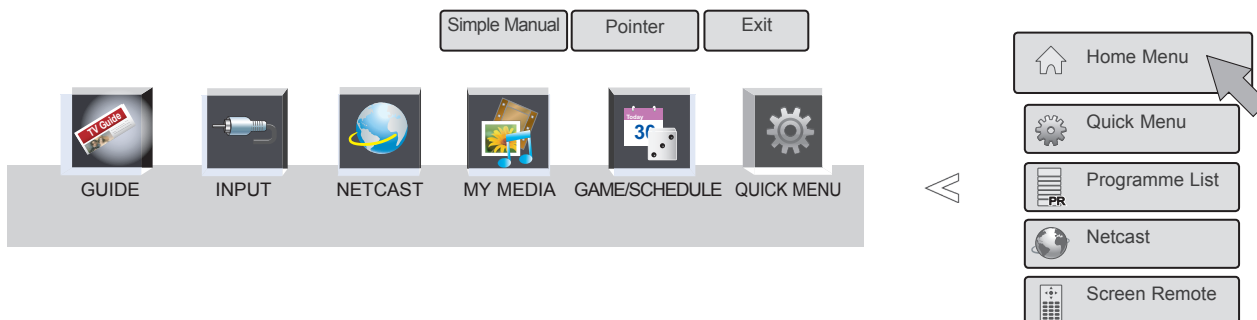 Simple Manual Pointer Exit
TV Guide
Today
30
GUIDE INPUT NETCAST MY MEDIA GAME/SCHEDULE QUICK MENU
Home Menu
Quick Menu
Programme List
PR
Netcast
Screen Remote